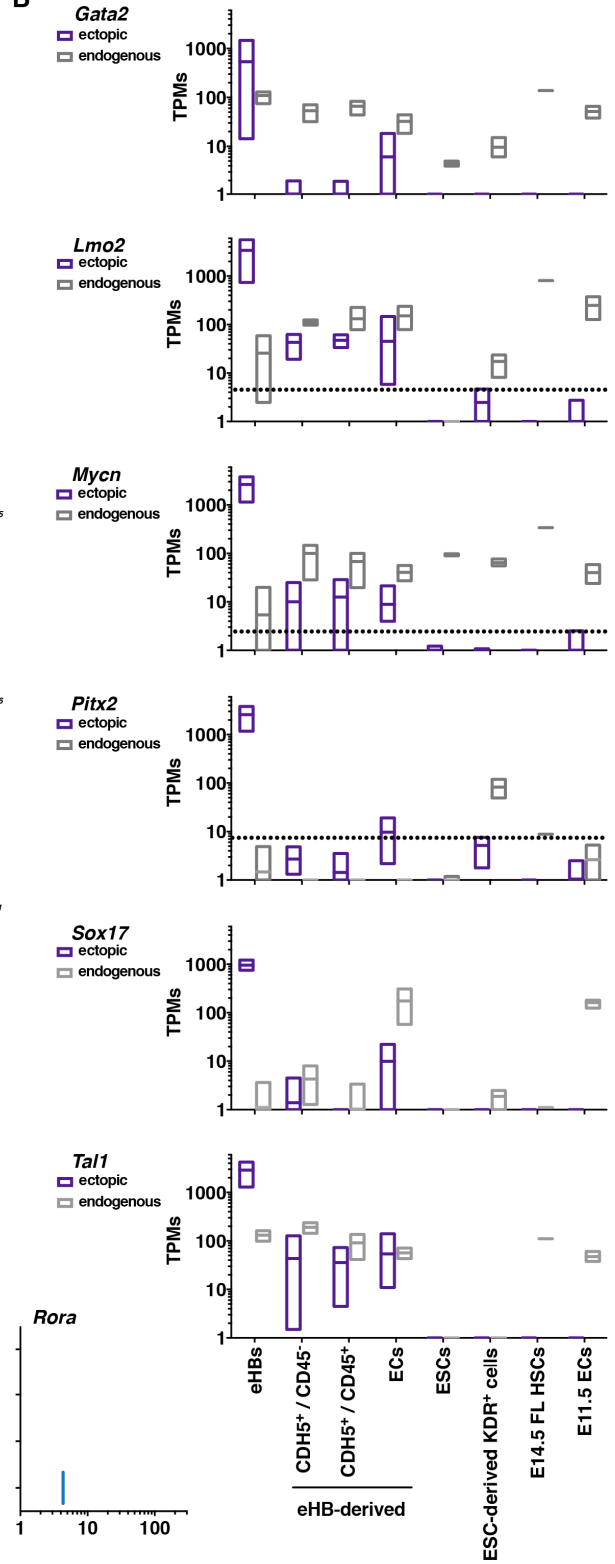 B
Gata2
ectopic
endogenous
TPMs
1000
100
10
1
Lmo2
ectopic
endogenous
TPMs
1000
100
10
1
Mycn
ectopic
endogenous
TPMs
1000
100
10
1
s
Pitx2
ectopic
endogenous
TPMs
1000
100
10
1
s
Sox17
ectopic
endogenous
TPMs
1000
100
10
1
Tal1
ectopic
endogenous
TPMs
1000
100
10
1
eHBs
CDH5+ / CD45-
CDH5+ / CD45+
ECs
ESCs
ESC-derived KDR+ cells
E14.5 FL HSCs
E11.5 ECs
eHB-derived
Rora
1
10
100